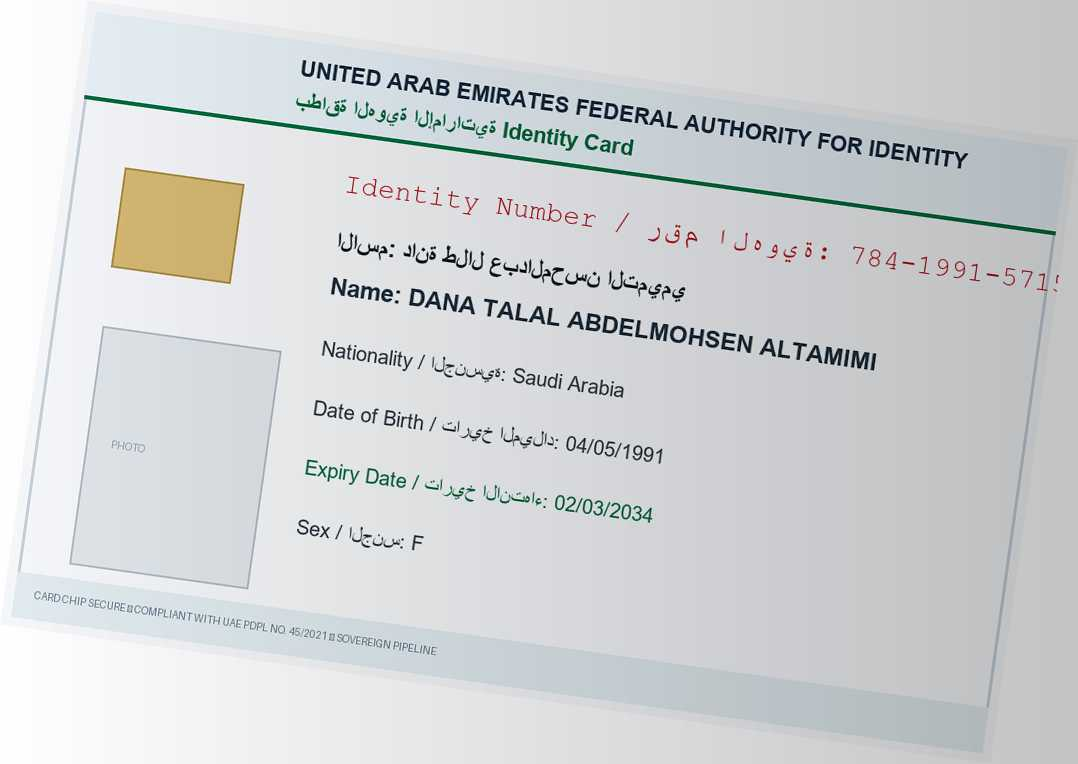 UNITED ARAB EMIRATES FEDERAL AUTHORITY FOR IDENTITY
بطاقة الهوية الإماراتية Identity Card
Identity Number / رقم الهوية: 784-1991-571
الاسم: دانة طلال عبدالمحسن التميمي
Name: DANA TALAL ABDELMOHSEN ALTAMIMI
Nationality / الجنسية: Saudi Arabia
Date of Birth / تاريخ الميلاد: 04/05/1991
Expiry Date / تاريخ الانتهاء: 02/03/2034
Sex / الجنس: F
PHOTO
CARD CHIP SECURE COMPLIANT WITH UAE PDPL NO. 45/2021 SOVEREIGN PIPELINE